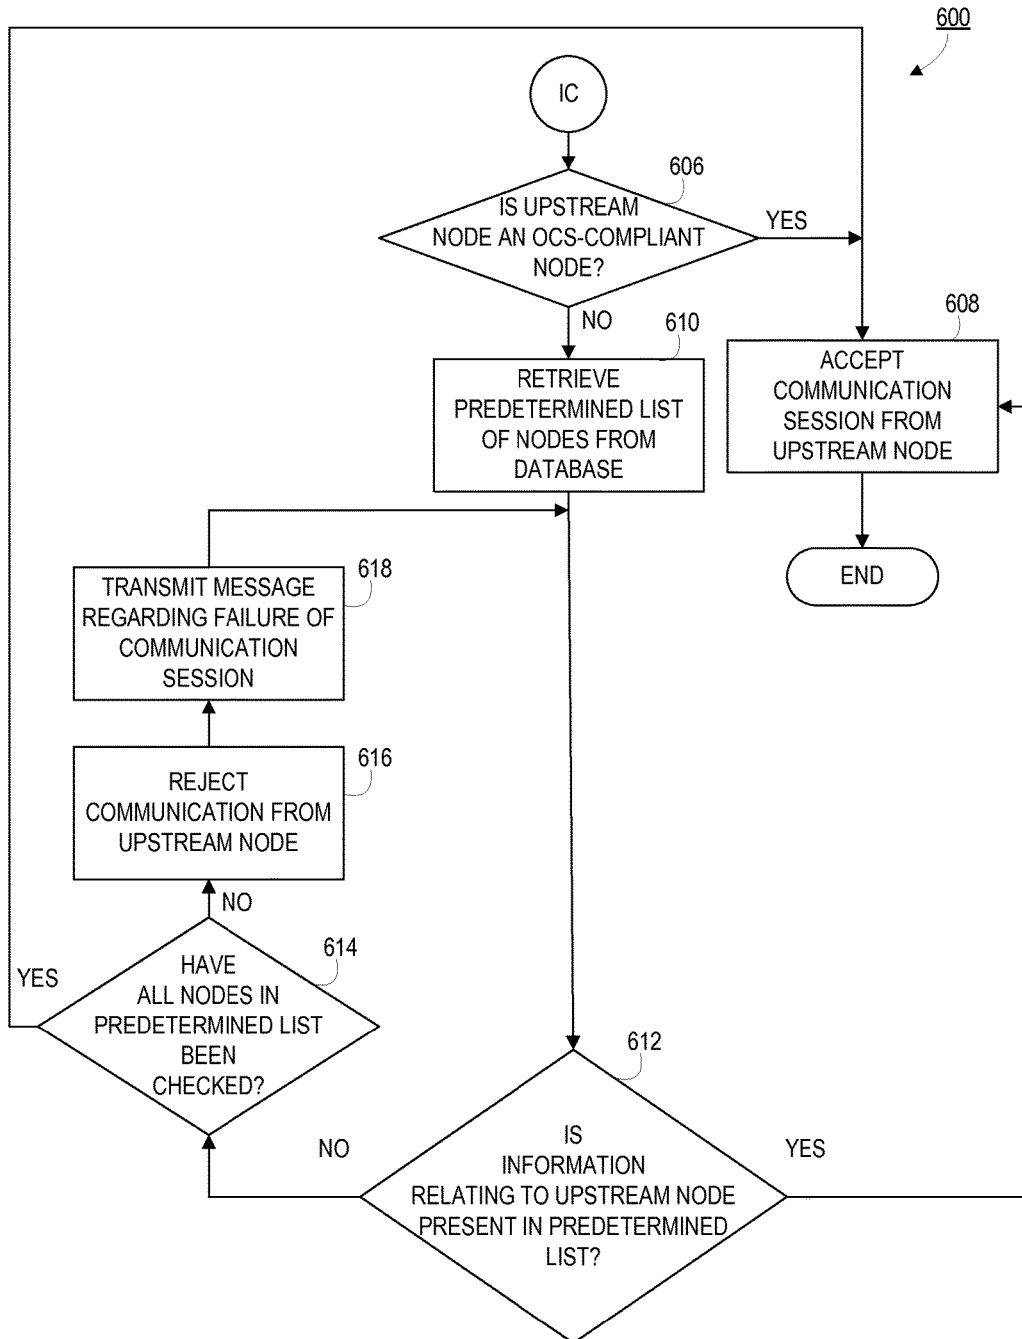 600
IC
606
IS UPSTREAM
NODE AN OCS-COMPLIANT
NODE?
YES
NO
610
RETRIEVE
PREDETERMINED LIST
OF NODES FROM
DATABASE
608
ACCEPT
COMMUNICATION
SESSION FROM
UPSTREAM NODE
END
618
TRANSMIT MESSAGE
REGARDING FAILURE OF
COMMUNICATION
SESSION
616
REJECT
COMMUNICATION FROM
UPSTREAM NODE
NO
614
HAVE
ALL NODES IN
PREDETERMINED LIST
BEEN
CHECKED?
YES
612
IS
INFORMATION
RELATING TO UPSTREAM NODE
PRESENT IN PREDETERMINED
LIST?
NO
YES